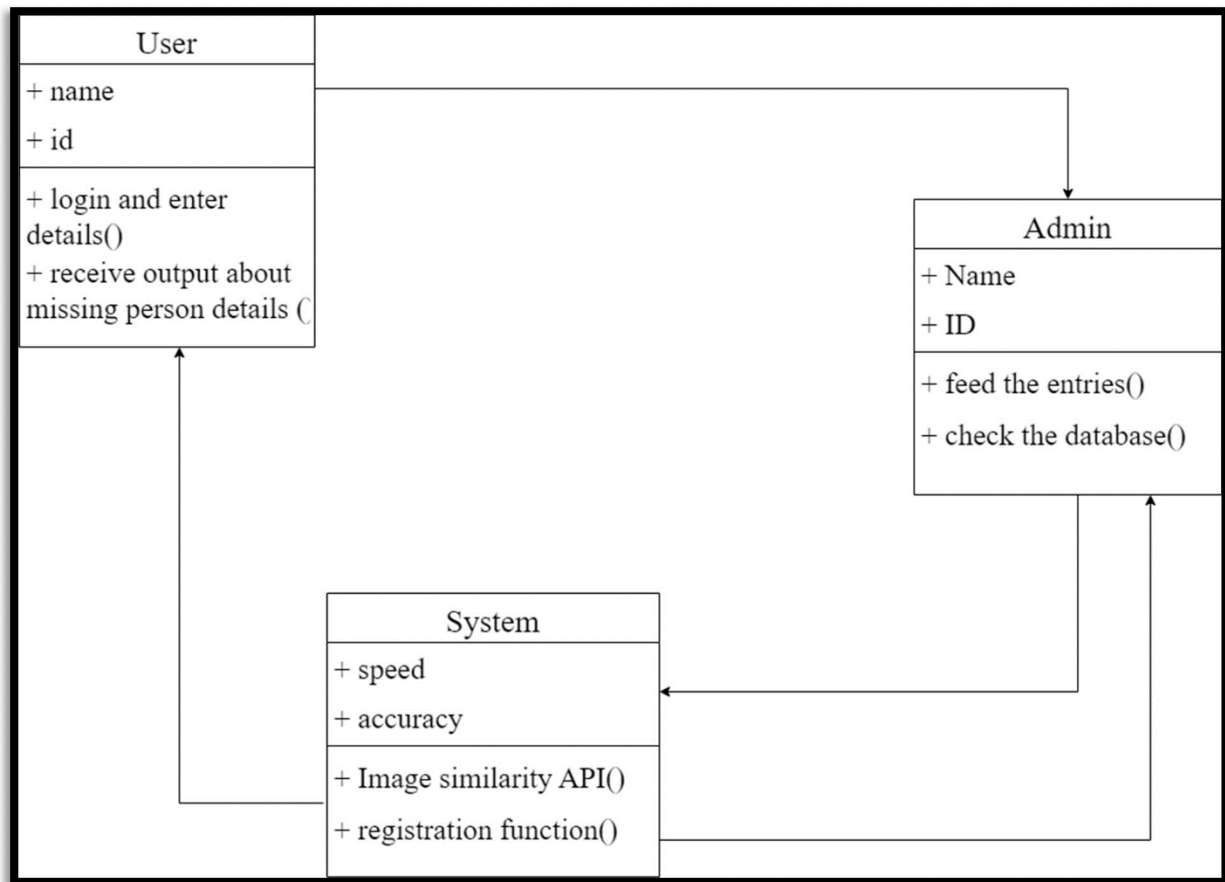 User
+ name
+ id
+ login and enter
details()
+ receive output about
missing person details (
Admin
+ Name
+ ID
+ feed the entries()
+ check the database()
System
+ speed
+ accuracy
+ Image similarity API()
+ registration function()